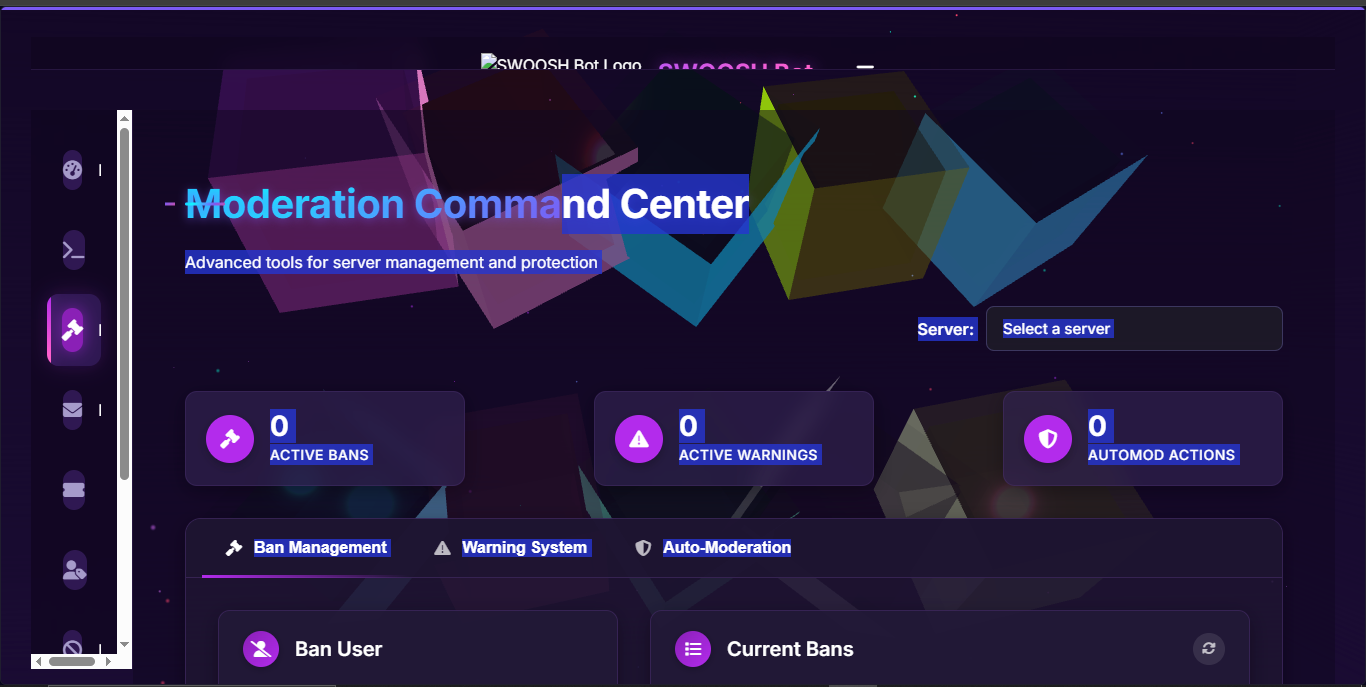 SWOOSH Bot Logo SWOOSH Bot
Moderation Command Center
Advanced tools for server management and protection
Server: Select a server
0
ACTIVE BANS
0
ACTIVE WARNINGS
0
AUTOMOD ACTIONS
Ban Management Warning System Auto-Moderation
Ban User
Current Bans